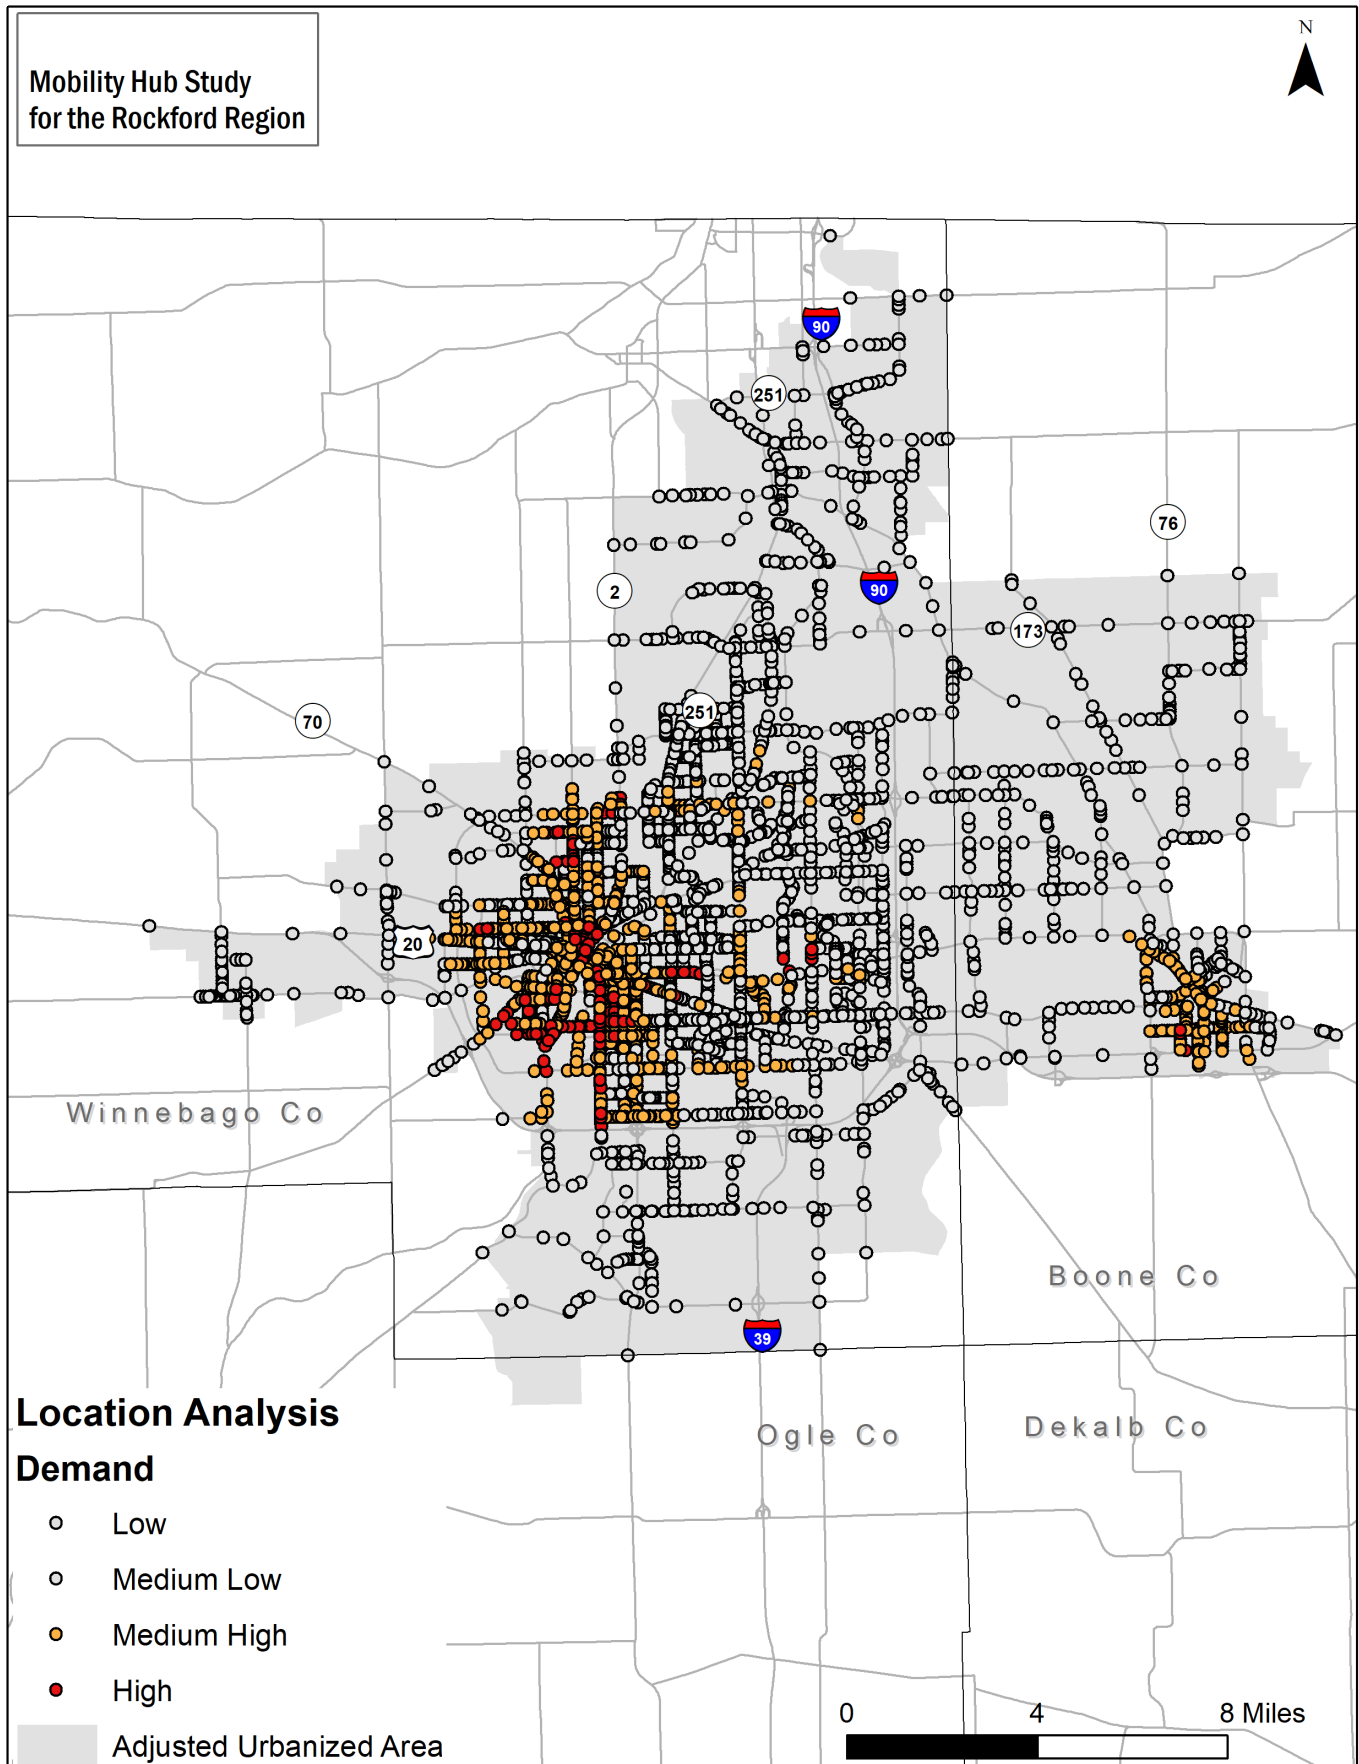 Mobility Hub Study
for the Rockford Region
N
90
251
76
90
2
173
251
70
20
Winnebago Co
Boone Co
39
Location Analysis
Ogle Co
Dekalb Co
Demand
Low
Medium Low
Medium High
High
0 4 8 Miles
Adjusted Urbanized Area